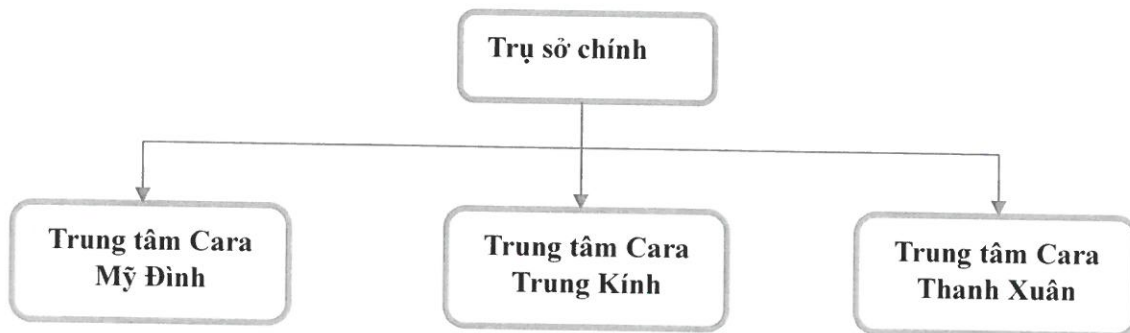 Trụ sở chính
Trung tâm Cara
Mỹ Đình
Trung tâm Cara
Trung Kính
Trung tâm Cara
Thanh Xuân